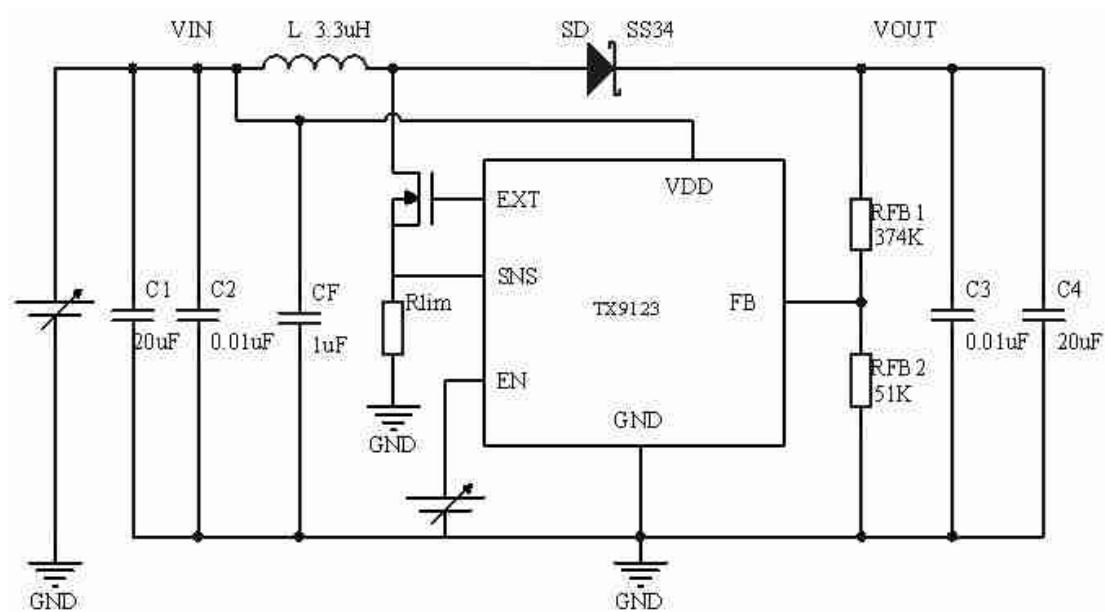 VIN
L 3.3uH
SD SS34
VOUT
VDD
EXT
SNS
EN
GND
TX9123
FB
RFB1
374K
RFB2
51K
C1
20uF
C2
0.01uF
CF
1uF
Rlim
GND
C3
0.01uF
C4
20uF
GND
GND